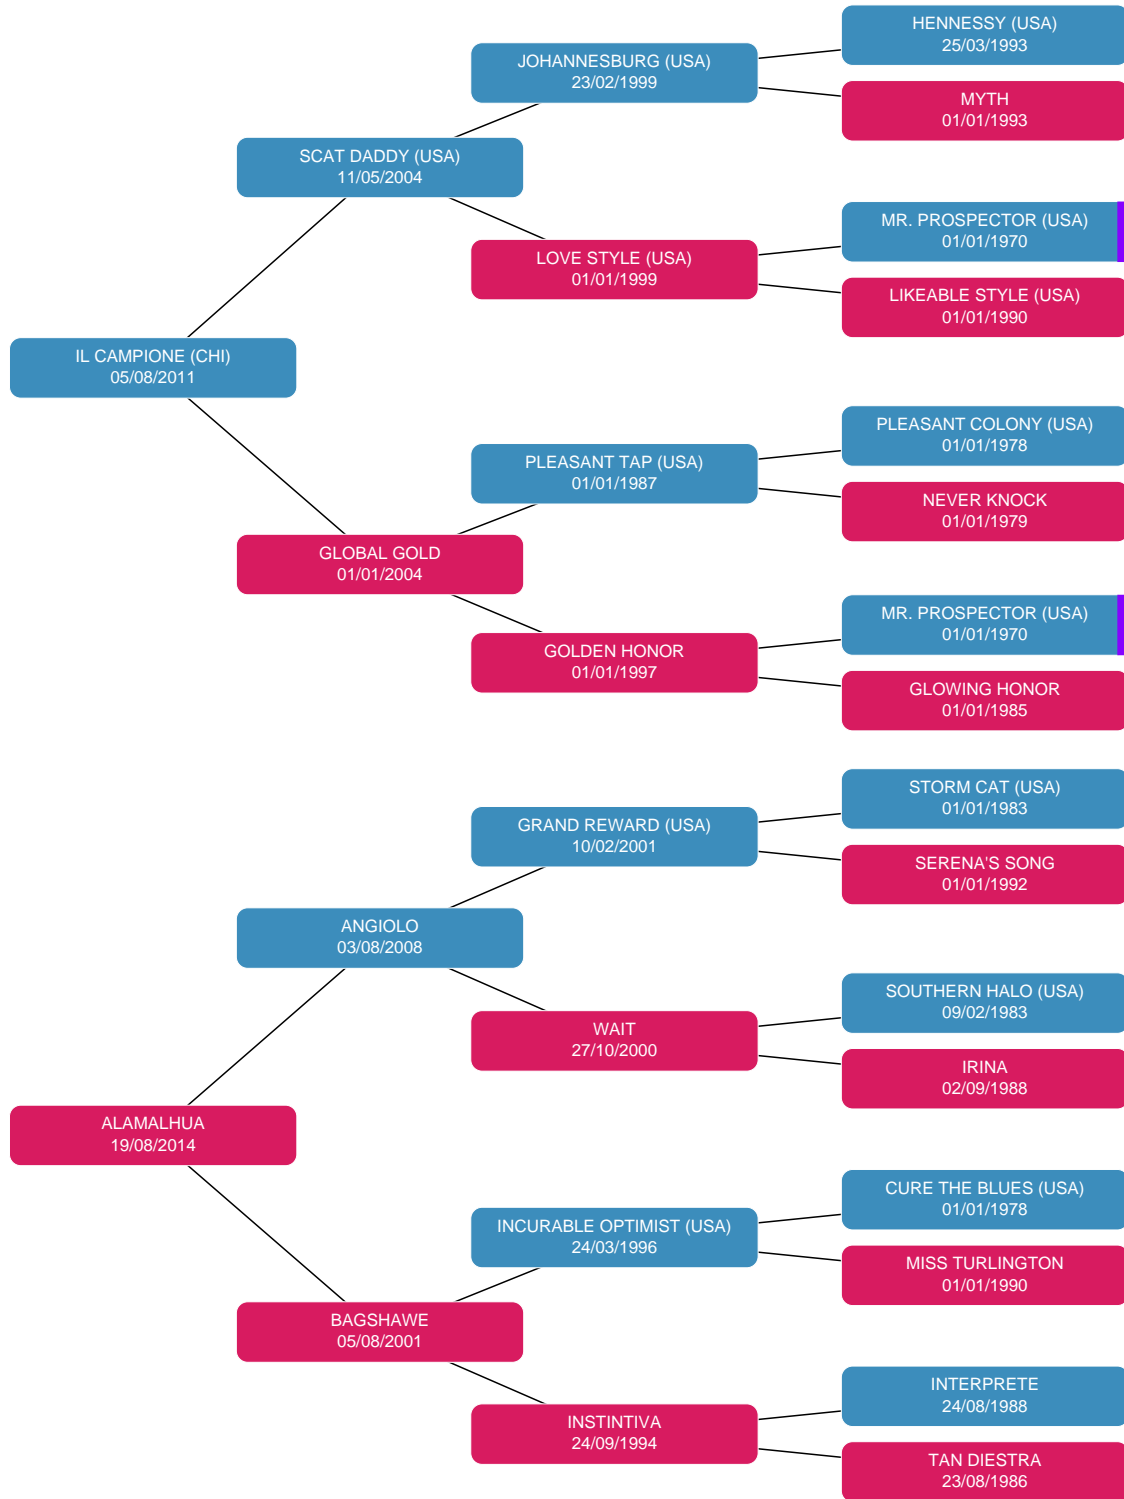 HENNESSY (USA)
25/03/1993
JOHANNESBURG (USA)
23/02/1999
MYTH
01/01/1993
SCAT DADDY (USA)
11/05/2004
MR. PROSPECTOR (USA)
01/01/1970
LOVE STYLE (USA)
01/01/1999
LIKEABLE STYLE (USA)
01/01/1990
IL CAMPIONE (CHI)
05/08/2011
PLEASANT COLONY (USA)
01/01/1978
PLEASANT TAP (USA)
01/01/1987
NEVER KNOCK
01/01/1979
GLOBAL GOLD
01/01/2004
MR. PROSPECTOR (USA)
01/01/1970
GOLDEN HONOR
01/01/1997
GLOWING HONOR
01/01/1985
STORM CAT (USA)
01/01/1983
GRAND REWARD (USA)
10/02/2001
SERENA'S SONG
01/01/1992
ANGIOLO
03/08/2008
SOUTHERN HALO (USA)
09/02/1983
WAIT
27/10/2000
IRINA
02/09/1988
ALAMALHUA
19/08/2014
CURE THE BLUES (USA)
01/01/1978
INCURABLE OPTIMIST (USA)
24/03/1996
MISS TURLINGTON
01/01/1990
BAGSHAWE
05/08/2001
INTERPRETE
24/08/1988
INSTINTIVA
24/09/1994
TAN DIESTRA
23/08/1986